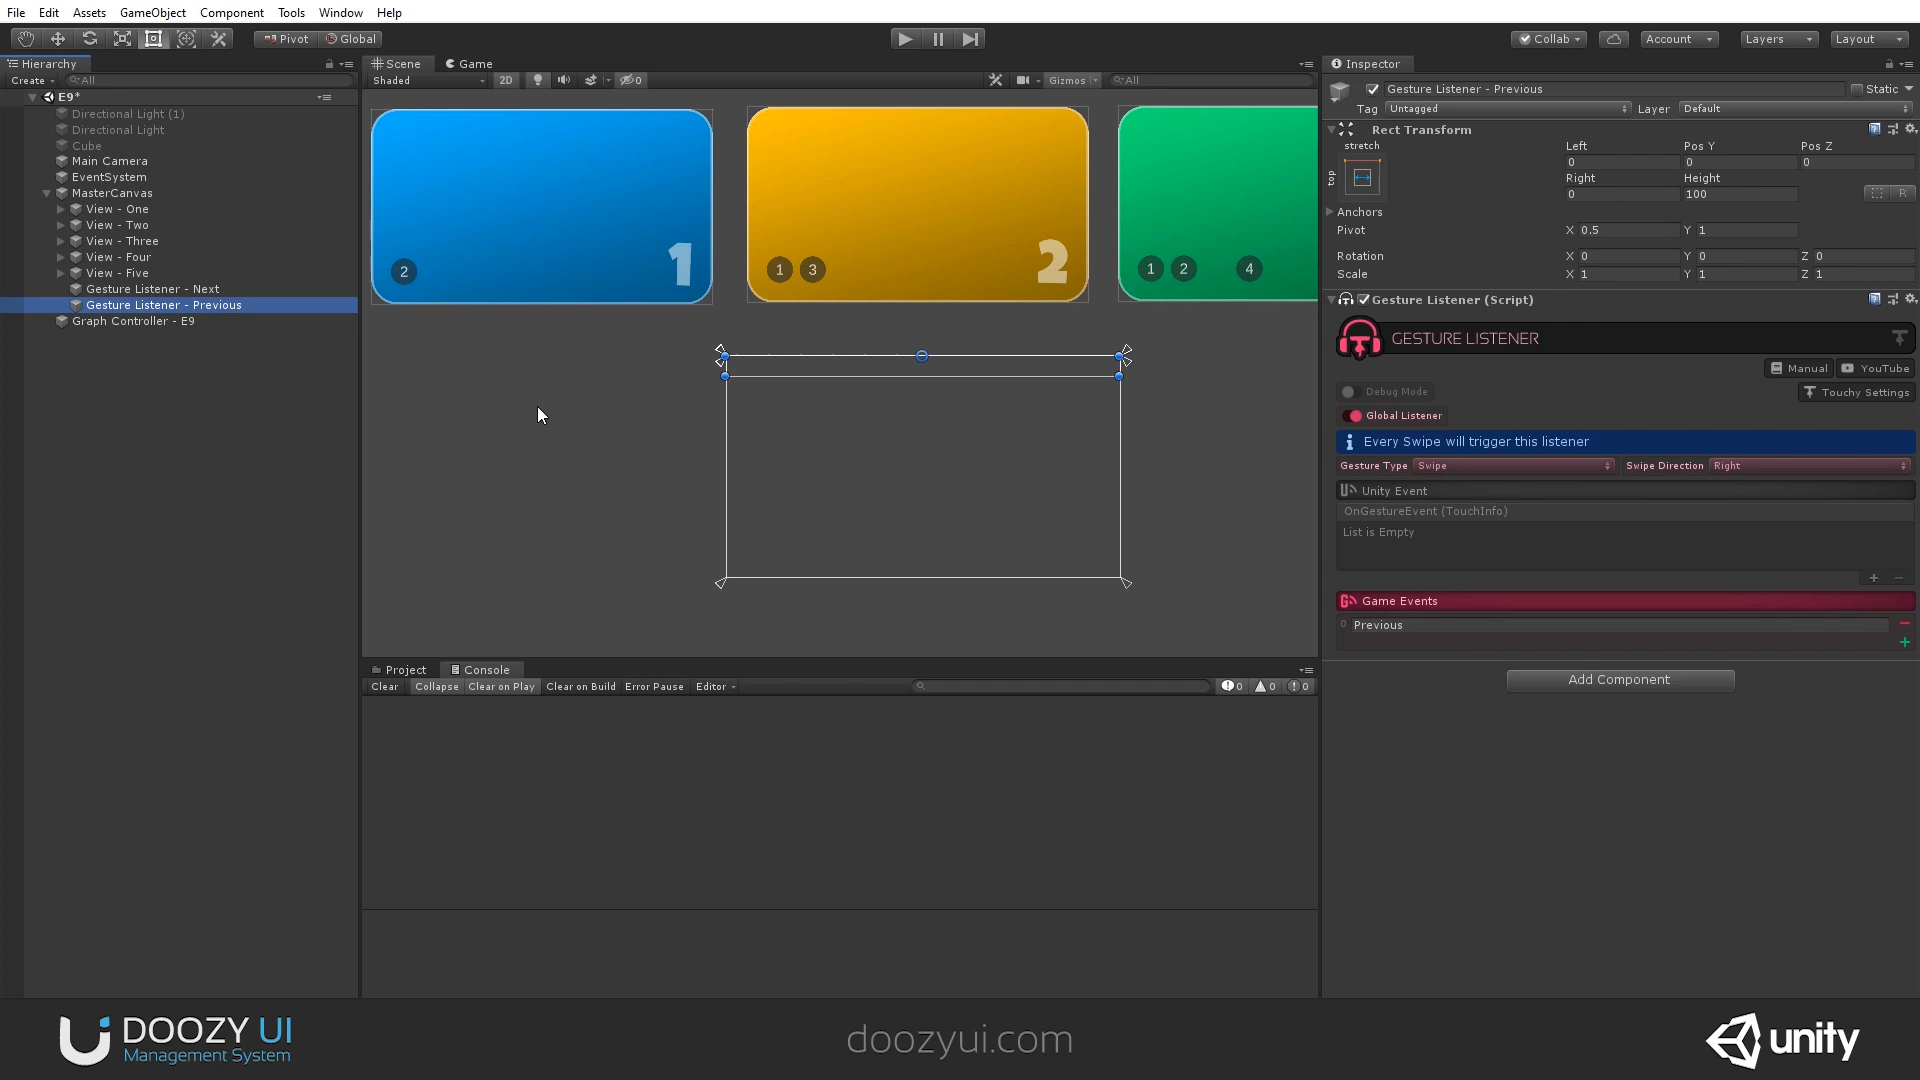 File Edit Assets GameObject Component Tools Window Help
Pivot Global Collab Account Layers Layout
Hierarchy
Create All
E9*
Directional Light (1)
Directional Light
Cube
Main Camera
EventSystem
MasterCanvas
View - One
View - Two
View - Three
View - Four
View - Five
Gesture Listener - Next
Gesture Listener - Previous
Graph Controller - E9
Scene Game
Shaded 2D 0 Gizmos All
2 1
1 3 2
1 2 4
Project Console
Clear Collapse Clear on Play Clear on Build Error Pause Editor 0 0 0
Inspector
Gesture Listener - Previous Static
Tag Untagged Layer Default
Rect Transform
stretch Left Pos Y Pos Z
top 0 0 0
Right Height
0 100 R
Anchors
Pivot X 0.5 Y 1
Rotation X 0 Y 0 Z 0
Scale X 1 Y 1 Z 1
Gesture Listener (Script)
GESTURE LISTENER
Manual YouTube
Debug Mode Touchy Settings
Global Listener
Every Swipe will trigger this listener
Gesture Type Swipe Swipe Direction Right
Unity Event
OnGestureEvent (TouchInfo)
List is Empty
Game Events
0 Previous
Add Component
DOOZY UI
Management System
doozyui.com
unity